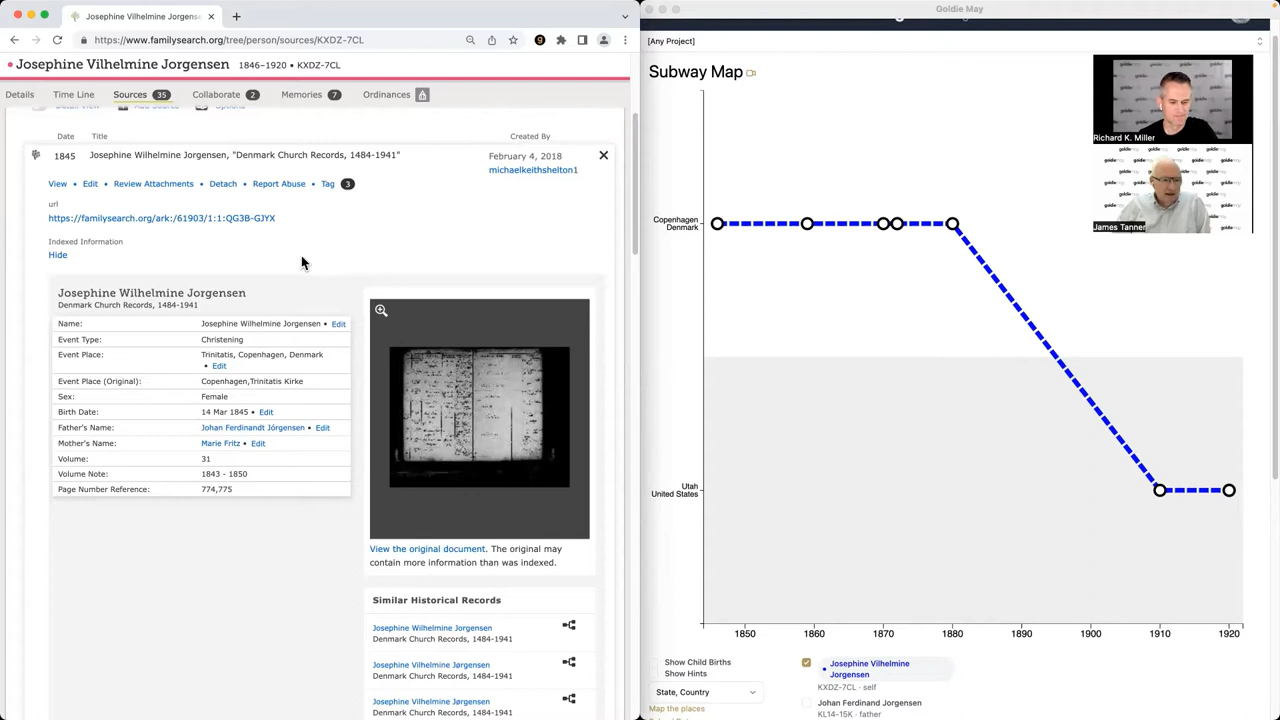 Josephine Vilhelmine Jorgens
https://www.familysearch.org/tree/person/sources/KXDZ-7CL
9
Josephine Vilhelmine Jorgensen 1846–1920 • KXDZ-7CL
Details Time Line Sources 35 Collaborate 2 Memories 7 Ordinances
Date Title Created By
1845 Josephine Wilhelmine Jorgensen, "Denmark Church Records, 1484-1941" February 4, 2018
michaelkeithshelton1
View • Edit • Review Attachments • Detach • Report Abuse • Tag 3
url
https://familysearch.org/ark:/61903/1:1:QG3B-GJYX
Indexed Information
Hide
Josephine Wilhelmine Jorgensen
Denmark Church Records, 1484-1941
Name: Josephine Wilhelmine Jorgensen • Edit
Event Type: Christening
Event Place: Trinitatis, Copenhagen, Denmark
• Edit
Event Place (Original): Copenhagen,Trinitatis Kirke
Sex: Female
Birth Date: 14 Mar 1845 • Edit
Father's Name: Johan Ferdinandt Jörgensen • Edit
Mother's Name: Marie Fritz • Edit
Volume: 31
Volume Note: 1843 - 1850
Page Number Reference: 774,775
View the original document. The original may
contain more information than was indexed.
Similar Historical Records
Josephine Wilhelmine Jorgensen
Denmark Church Records, 1484-1941
Josephine Vilhelmine Jørgensen
Denmark Church Records, 1484-1941
Josephine Vilhelmine Jørgensen
Denmark Church Records, 1484-1941
Goldie May
[Any Project]
Subway Map
Richard K. Miller
James Tanner
Copenhagen
Denmark
Utah
United States
1850 1860 1870 1880 1890 1900 1910 1920
Show Child Births
Show Hints
State, Country
Map the places
Josephine Vilhelmine
Jorgensen
KXDZ-7CL · self
Johan Ferdinand Jorgensen
KL14-15K · father